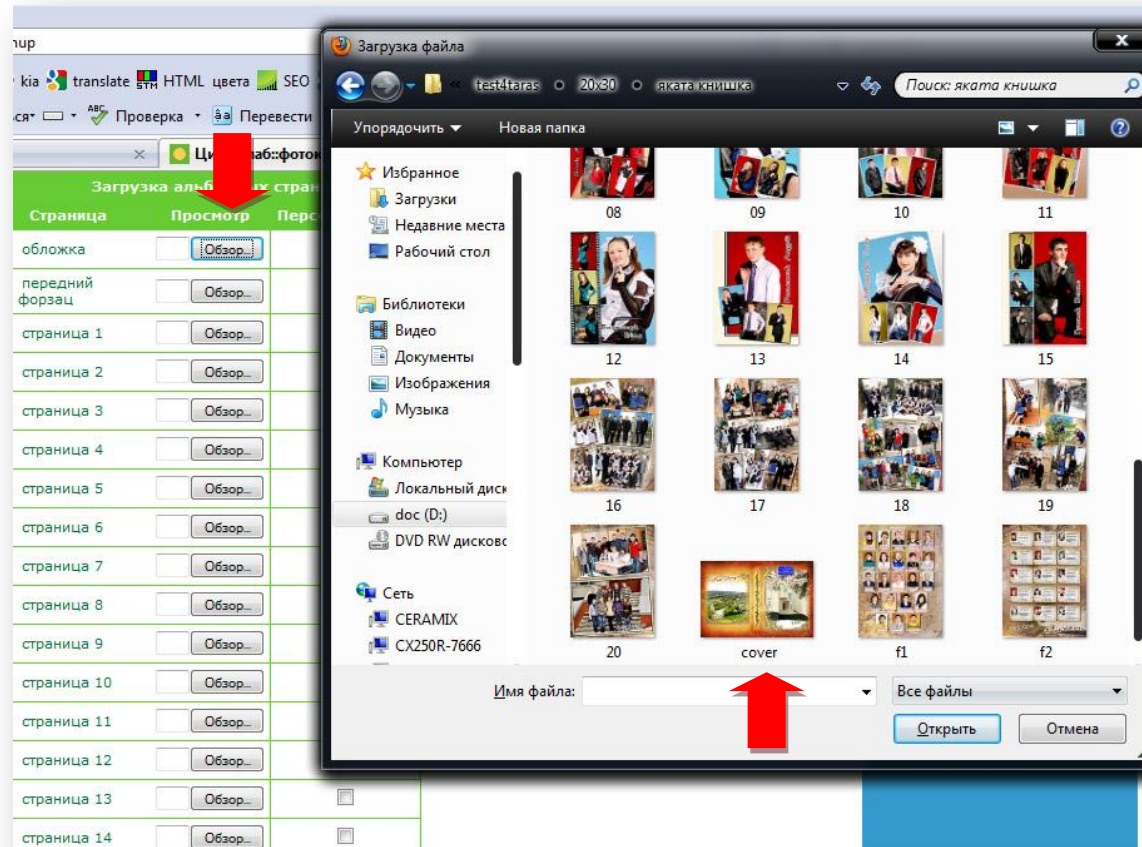 nup
kia translate HTML цвета SEO
ся
Проверка
Перевести
Загрузка
стран
Страница Просмотр Перс
обложка Обзор...
передний форзац Обзор...
страница 1 Обзор...
страница 2 Обзор...
страница 3 Обзор...
страница 4 Обзор...
страница 5 Обзор...
страница 6 Обзор...
страница 7 Обзор...
страница 8 Обзор...
страница 9 Обзор...
страница 10 Обзор...
страница 11 Обзор...
страница 12 Обзор...
страница 13 Обзор...
страница 14 Обзор...
Загрузка файла
« test4taras 20x30 яката книшка
Поиск: яката книшка
Упорядочить Новая папка
Избранное
Загрузки
Недавние места
Рабочий стол
Библиотеки
Видео
Документы
Изображения
Музыка
Компьютер
Локальный диск
doc (D:)
DVD RW дисково
Сеть
CERAMIX
CX250R-7666
08 09 10 11
12 13 14 15
16 17 18 19
20 cover f1 f2
Имя файла:
Все файлы
Открыть Отмена